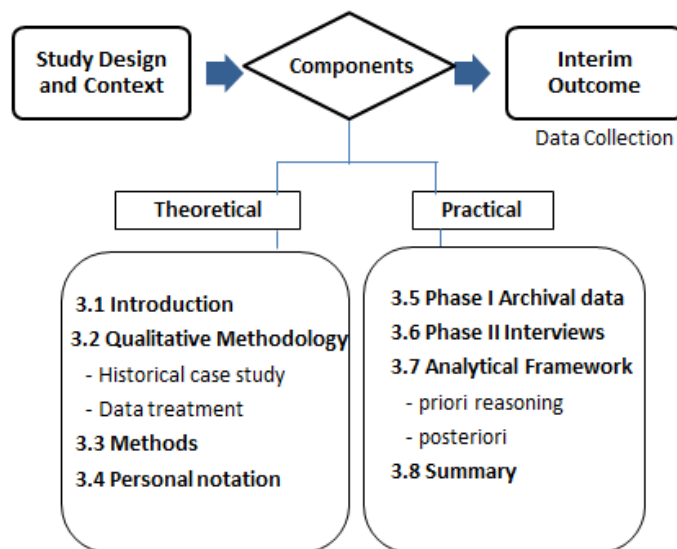 Study Design
and Context
Components
Interim
Outcome
Data Collection
Theoretical
Practical
3.1 Introduction
3.2 Qualitative Methodology
- Historical case study
- Data treatment
3.3 Methods
3.4 Personal notation
3.5 Phase I Archival data
3.6 Phase II Interviews
3.7 Analytical Framework
- priori reasoning
- posteriori
3.8 Summary